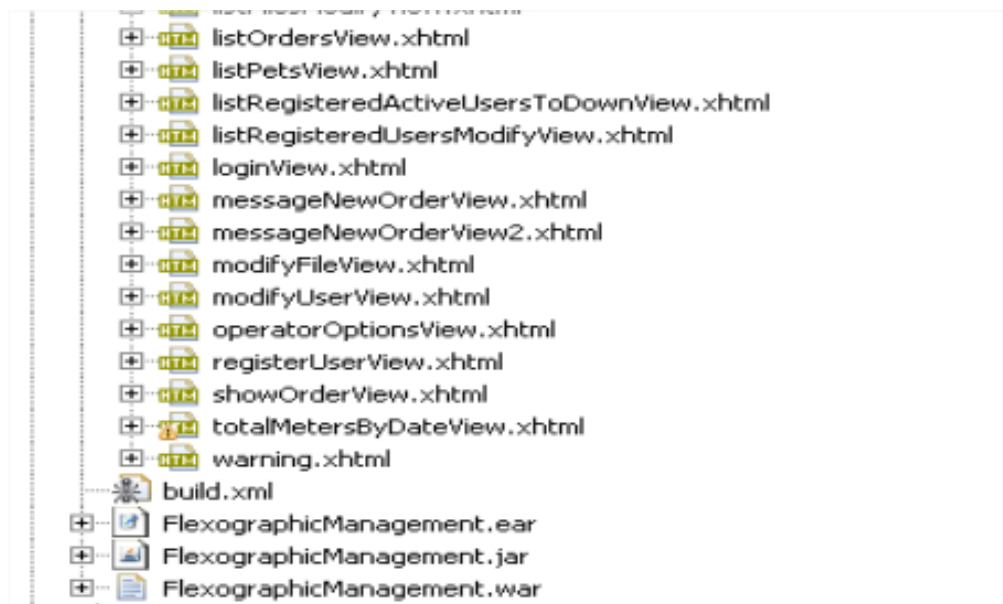 listOrdersView.xhtml
listPetsView.xhtml
listRegisteredActiveUsersToDownView.xhtml
listRegisteredUsersModifyView.xhtml
loginView.xhtml
messageNewOrderView.xhtml
messageNewOrderView2.xhtml
modifyFileView.xhtml
modifyUserView.xhtml
operatorOptionsView.xhtml
registerUserView.xhtml
showOrderView.xhtml
totalMetersByDateView.xhtml
warning.xhtml
build.xml
FlexographicManagement.ear
FlexographicManagement.jar
FlexographicManagement.war